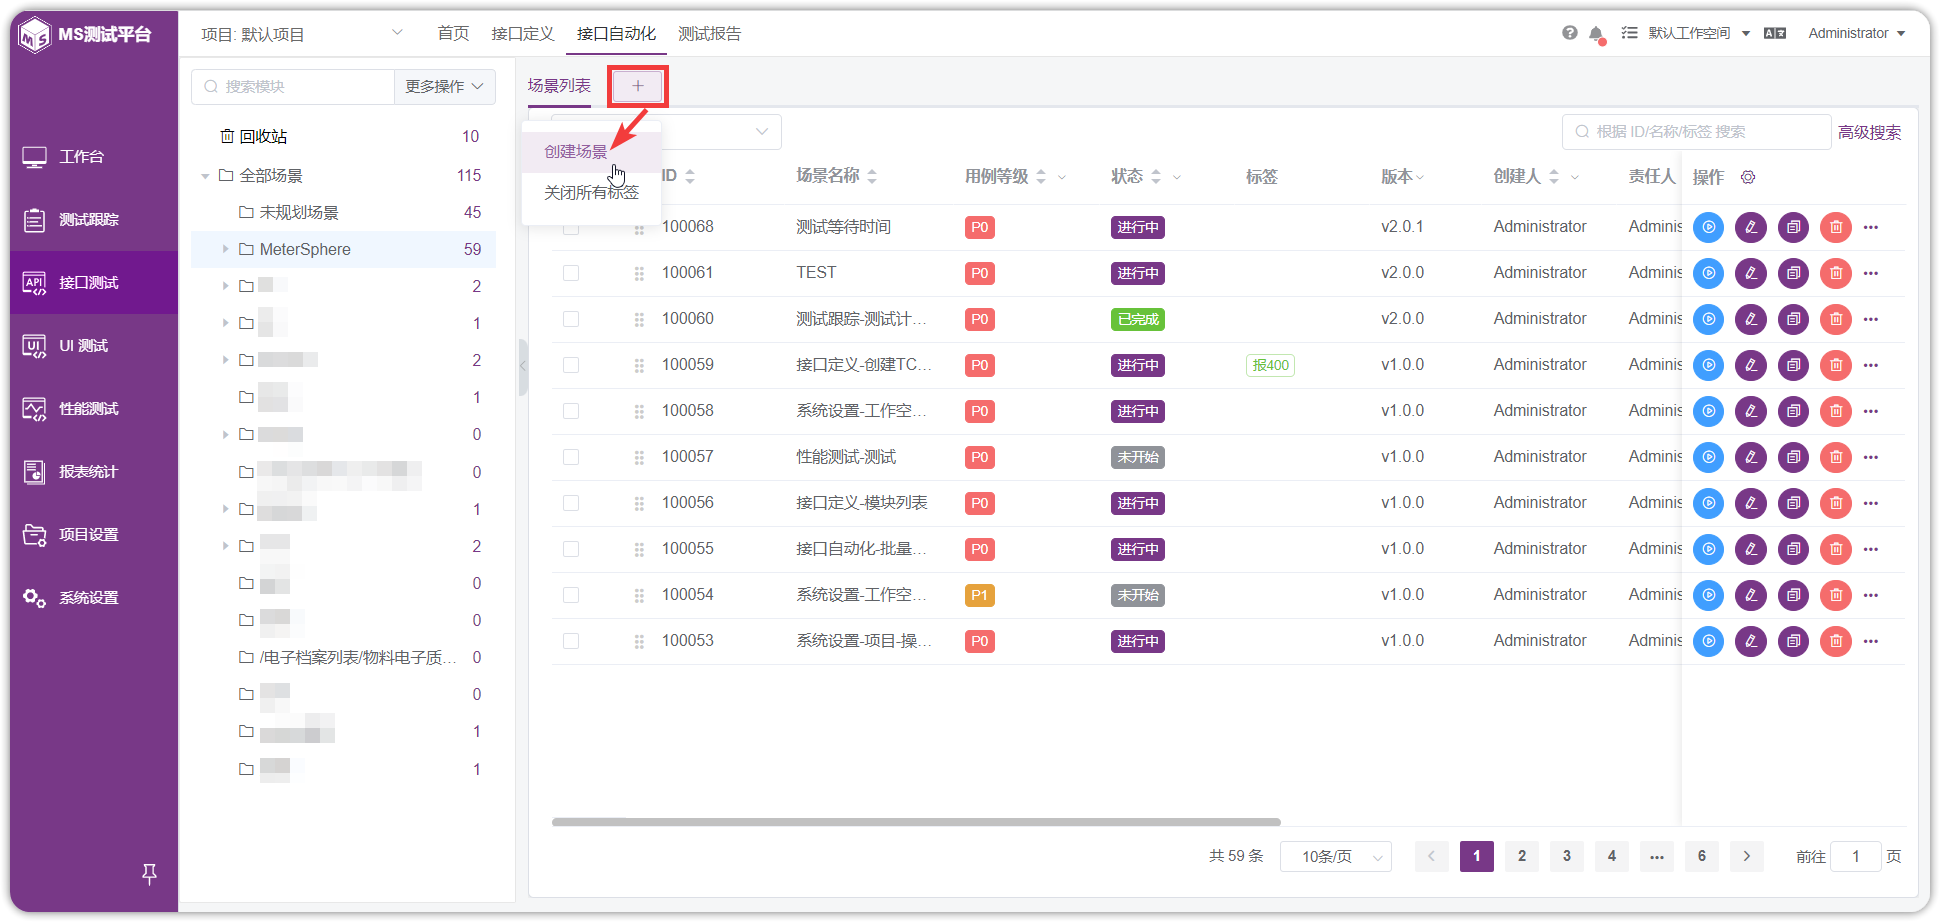 MS测试平台
项目: 默认项目
首页
接口定义
接口自动化
测试报告
默认工作空间
Administrator
工作台
测试跟踪
接口测试
UI 测试
性能测试
报表统计
项目设置
系统设置
搜索模块
更多操作
回收站 10
全部场景 115
未规划场景 45
MeterSphere 59
2
1
2
1
0
0
1
2
0
0
/电子档案列表/物料电子质... 0
0
1
1
场景列表
+
创建场景
关闭所有标签
根据 ID/名称/标签 搜索
高级搜索
ID 场景名称 用例等级 状态 标签 版本 创建人 责任人 操作
100068 测试等待时间 P0 进行中 v2.0.1 Administrator Adminis
100061 TEST P0 进行中 v2.0.0 Administrator Adminis
100060 测试跟踪-测试计... P0 已完成 v2.0.0 Administrator Adminis
100059 接口定义-创建TC... P0 进行中 报400 v1.0.0 Administrator Adminis
100058 系统设置-工作空... P0 进行中 v1.0.0 Administrator Adminis
100057 性能测试-测试 P0 未开始 v1.0.0 Administrator Adminis
100056 接口定义-模块列表 P0 进行中 v1.0.0 Administrator Adminis
100055 接口自动化-批量... P0 进行中 v1.0.0 Administrator Adminis
100054 系统设置-工作空... P1 未开始 v1.0.0 Administrator Adminis
100053 系统设置-项目-操... P0 进行中 v1.0.0 Administrator Adminis
共 59 条 10条/页 1 2 3 4 ... 6 前往 1 页